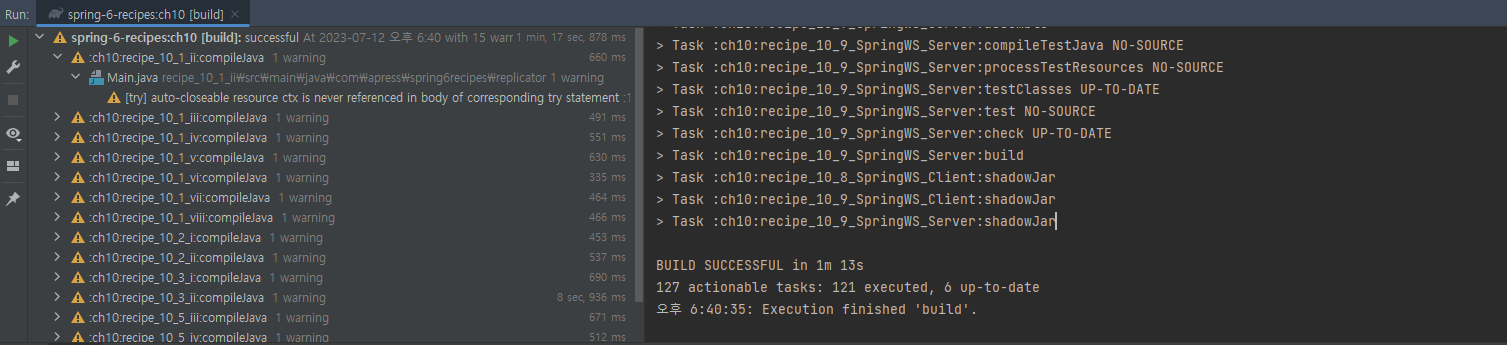 Run: spring-6-recipes:ch10 [build] ×
spring-6-recipes:ch10 [build]: successful At 2023-07-12 오후 6:40 with 15 warr 1 min, 17 sec, 878 ms
:ch10:recipe_10_1_ii:compileJava 1 warning 660 ms
Main.java recipe_10_1_ii₩src₩main₩java₩com₩apress₩spring6recipes₩replicator 1 warning
[try] auto-closeable resource ctx is never referenced in body of corresponding try statement :1
:ch10:recipe_10_1_iii:compileJava 1 warning 491 ms
:ch10:recipe_10_1_iv:compileJava 1 warning 551 ms
:ch10:recipe_10_1_v:compileJava 1 warning 630 ms
:ch10:recipe_10_1_vi:compileJava 1 warning 335 ms
:ch10:recipe_10_1_vii:compileJava 1 warning 464 ms
:ch10:recipe_10_1_viii:compileJava 1 warning 466 ms
:ch10:recipe_10_2_i:compileJava 1 warning 453 ms
:ch10:recipe_10_2_ii:compileJava 1 warning 537 ms
:ch10:recipe_10_3_i:compileJava 1 warning 690 ms
:ch10:recipe_10_3_ii:compileJava 1 warning 8 sec, 936 ms
:ch10:recipe_10_5_iii:compileJava 1 warning 671 ms
:ch10:recipe_10_5_iv:compileJava 1 warning 512 ms
> Task :ch10:recipe_10_9_SpringWS_Server:compileTestJava NO-SOURCE
> Task :ch10:recipe_10_9_SpringWS_Server:processTestResources NO-SOURCE
> Task :ch10:recipe_10_9_SpringWS_Server:testClasses UP-TO-DATE
> Task :ch10:recipe_10_9_SpringWS_Server:test NO-SOURCE
> Task :ch10:recipe_10_9_SpringWS_Server:check UP-TO-DATE
> Task :ch10:recipe_10_9_SpringWS_Server:build
> Task :ch10:recipe_10_8_SpringWS_Client:shadowJar
> Task :ch10:recipe_10_9_SpringWS_Client:shadowJar
> Task :ch10:recipe_10_9_SpringWS_Server:shadowJar
BUILD SUCCESSFUL in 1m 13s
127 actionable tasks: 121 executed, 6 up-to-date
오후 6:40:35: Execution finished 'build'.